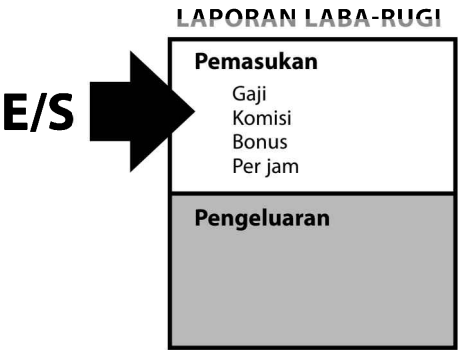 LAPORAN LABA-RUGI
Pemasukan
Gaji
E/S
Komisi
Bonus
Per jam
Pengeluaran